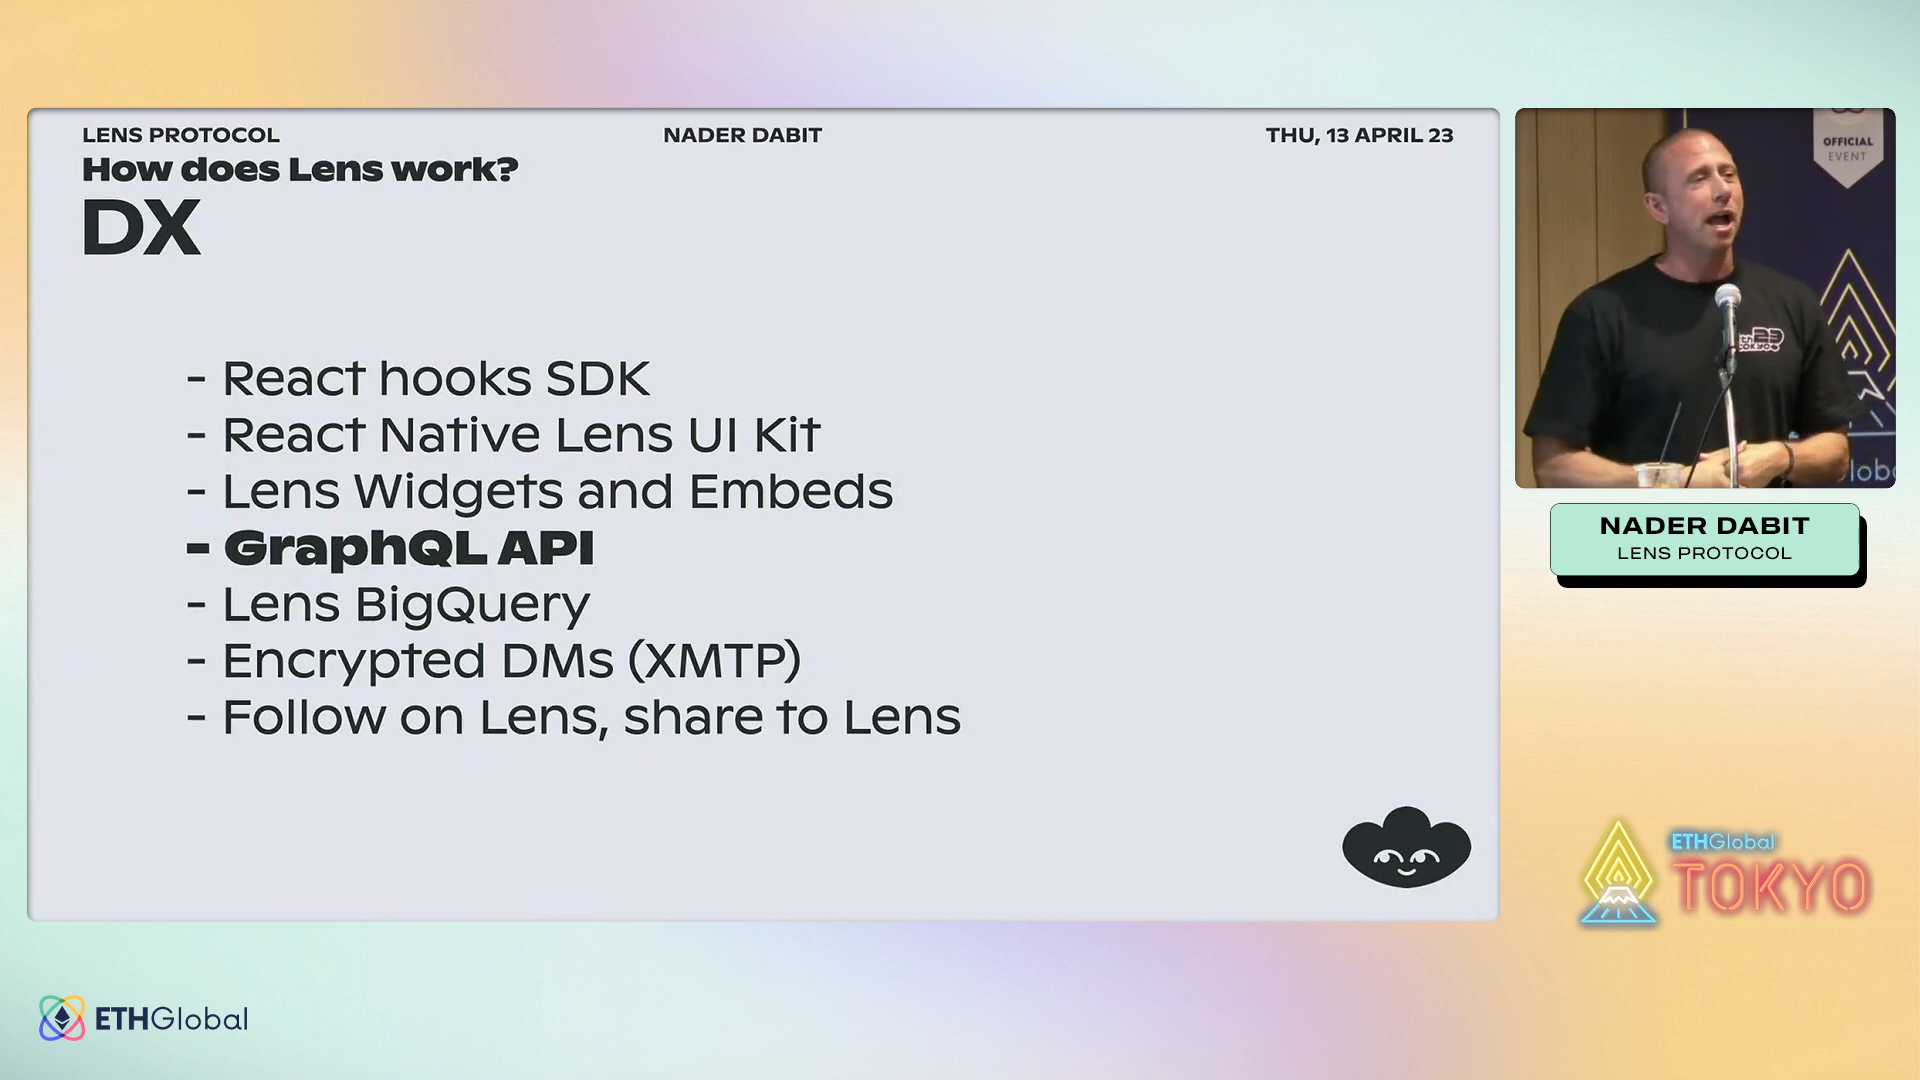 LENS PROTOCOL
NADER DABIT
THU, 13 APRIL 23
How does Lens work?
DX
- React hooks SDK
- React Native Lens UI Kit
- Lens Widgets and Embeds
- GraphQL API
- Lens BigQuery
- Encrypted DMs (XMTP)
- Follow on Lens, share to Lens
OFFICIAL
EVENT
NADER DABIT
LENS PROTOCOL
ETHGlobal
TOKYO
ETHGlobal